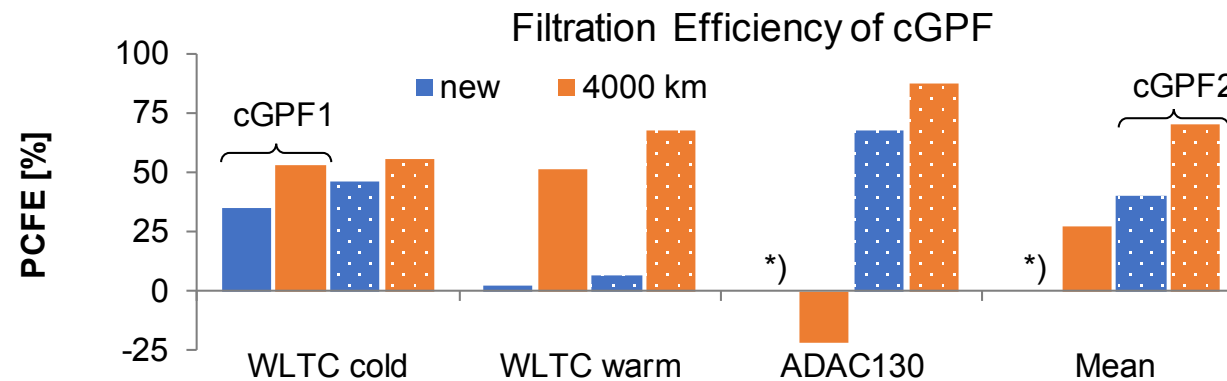 Filtration Efficiency of cGPF
PCFE [%]
100
75
50
25
0
-25
new
4000 km
cGPF1
cGPF2
*)
*)
WLTC cold
WLTC warm
ADAC130
Mean